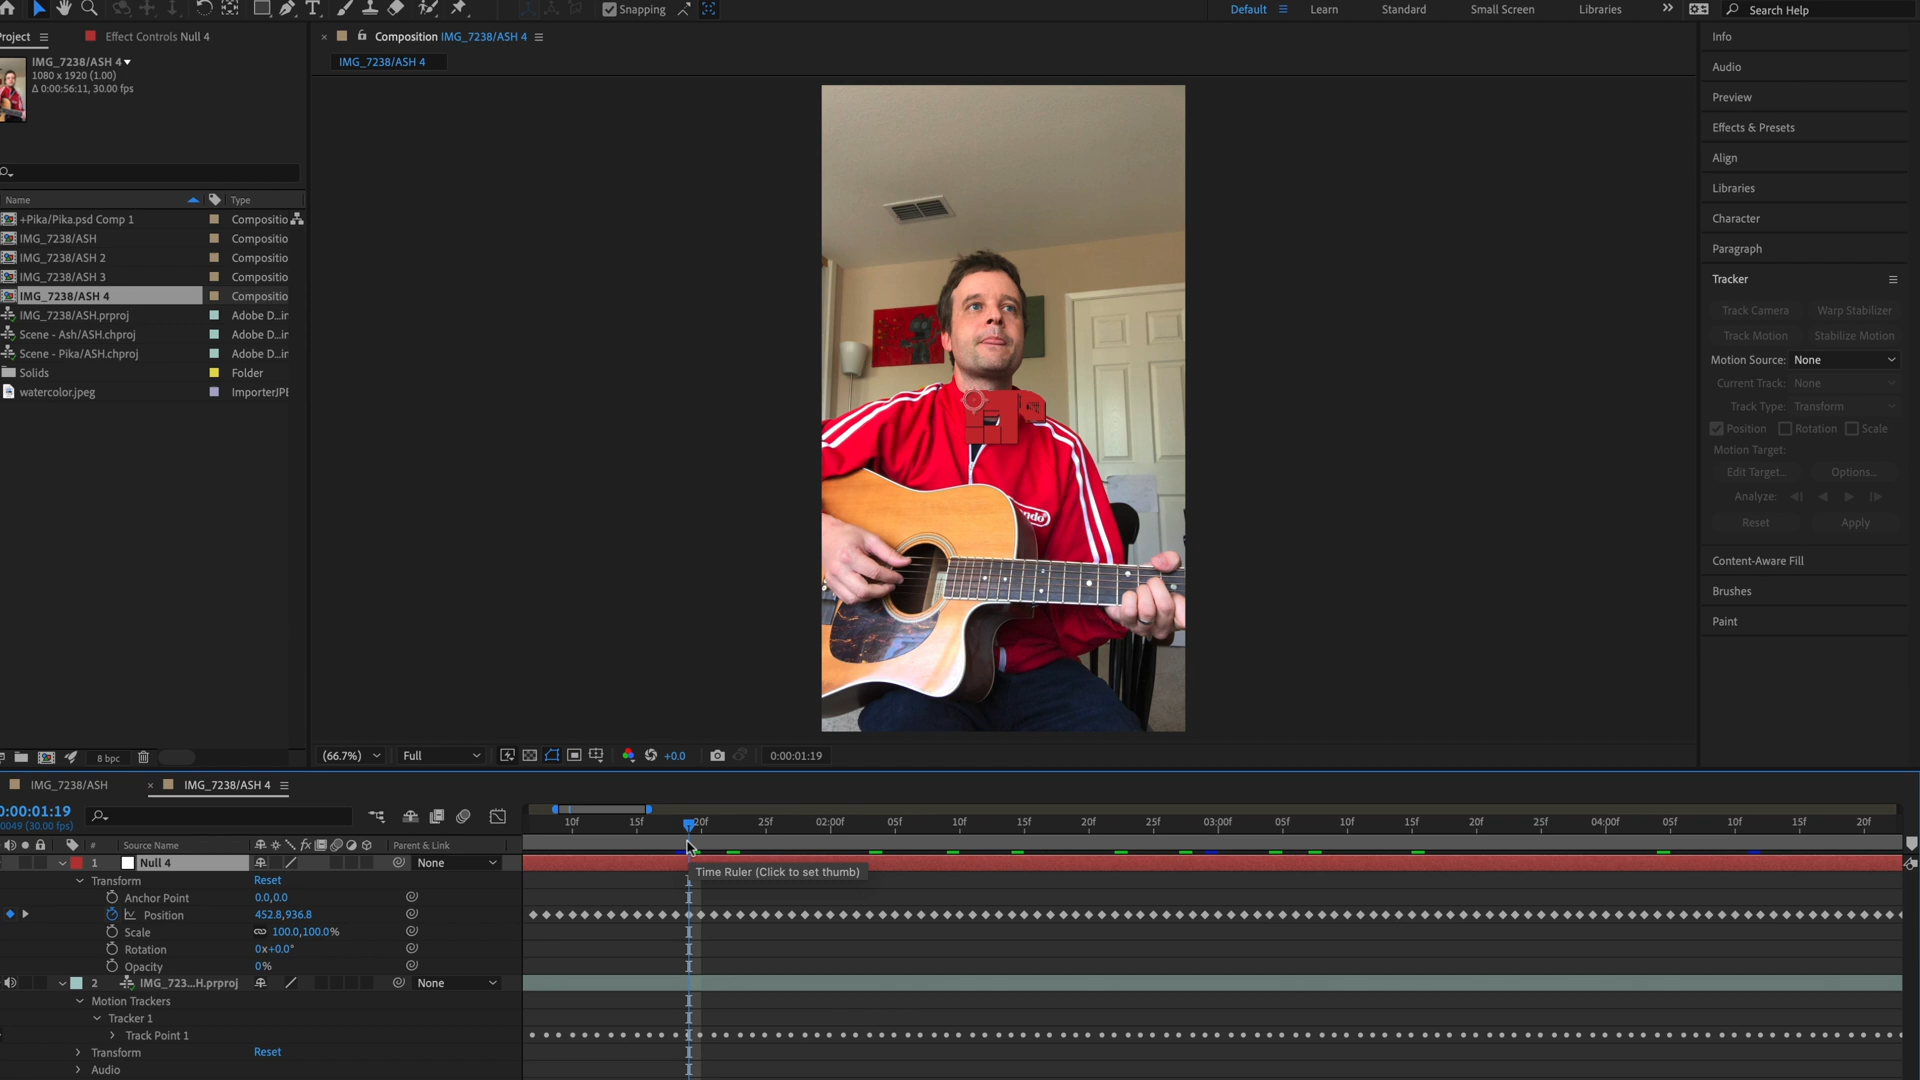 Snapping
Default
Learn
Standard
Small Screen
Libraries
Search Help
Project
Effect Controls Null 4
Composition IMG_7238/ASH 4
Info
IMG_7238/ASH 4
1080 x 1920 (1.00)
Δ 0:00:56:11, 30.00 fps
IMG_7238/ASH 4
Audio
Preview
Effects & Presets
Align
Libraries
Character
Paragraph
Name
Type
+Pika/Pika.psd Comp 1
Compositio
IMG_7238/ASH
Compositio
IMG_7238/ASH 2
Compositio
IMG_7238/ASH 3
Compositio
IMG_7238/ASH 4
Compositio
IMG_7238/ASH.prproj
Adobe D...in
Scene - Ash/ASH.chproj
Adobe D...in
Scene - Pika/ASH.chproj
Adobe D...in
Solids
Folder
watercolor.jpeg
ImporterJPE
Tracker
Track Camera
Warp Stabilizer
Track Motion
Stabilize Motion
Motion Source: None
Current Track: None
Track Type: Transform
Position
Rotation
Scale
Motion Target:
Edit Target...
Options...
Analyze:
Reset
Apply
Content-Aware Fill
Brushes
Paint
ndo
8 bpc
(66.7%)
Full
+0.0
0:00:01:19
IMG_7238/ASH
IMG_7238/ASH 4
0:00:01:19
0049 (30.00 fps)
10f 15f 20f 25f 02:00f 05f 10f 15f 20f 25f 03:00f 05f 10f 15f 20f 25f 04:00f 05f 10f 15f 20f
# Source Name
fx
Parent & Link
1 Null 4
None
Time Ruler (Click to set thumb)
Transform
Reset
Anchor Point
0.0,0.0
Position
452.8,936.8
Scale
100.0,100.0%
Rotation
0x+0.0°
Opacity
0%
2 IMG_723...H.prproj
None
Motion Trackers
Tracker 1
Track Point 1
Transform
Reset
Audio